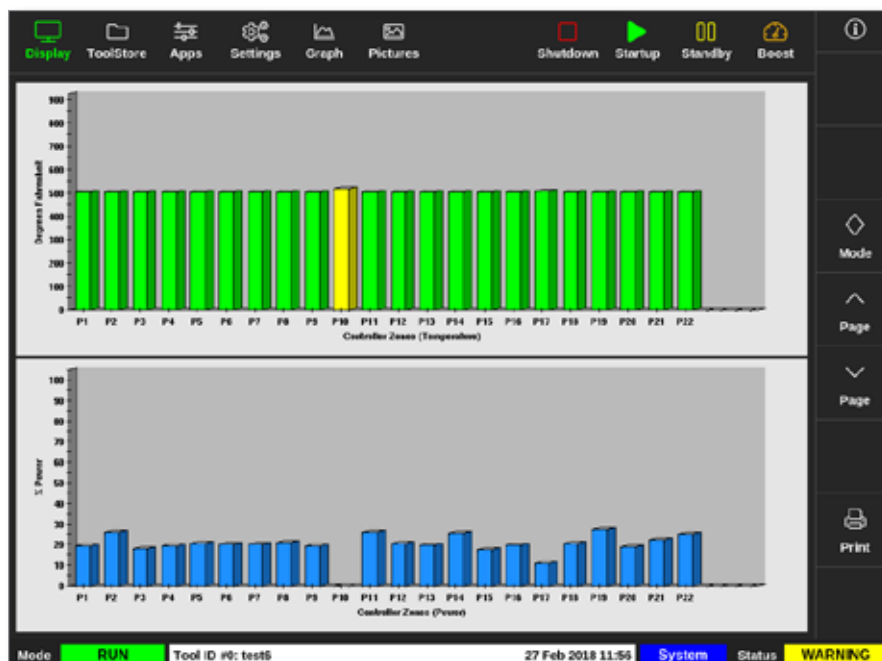 Display ToolStore Apps Settings Graph Pictures Shutdown Startup Standby Boost
900
800
700
600
500
400
300
200
100
0
Degrees Fahrenheit
P1 P2 P3 P4 P5 P6 P7 P8 P9 P10 P11 P12 P13 P14 P15 P16 P17 P18 P19 P20 P21 P22
Controller Zones (Temperature)
100
90
80
70
60
50
40
30
20
10
0
% Power
P1 P2 P3 P4 P5 P6 P7 P8 P9 P10 P11 P12 P13 P14 P15 P16 P17 P18 P19 P20 P21 P22
Controller Zones (Power)
Mode
Page
Page
Print
Mode RUN Tool ID #0: test6 27 Feb 2018 11:56 System Status WARNING